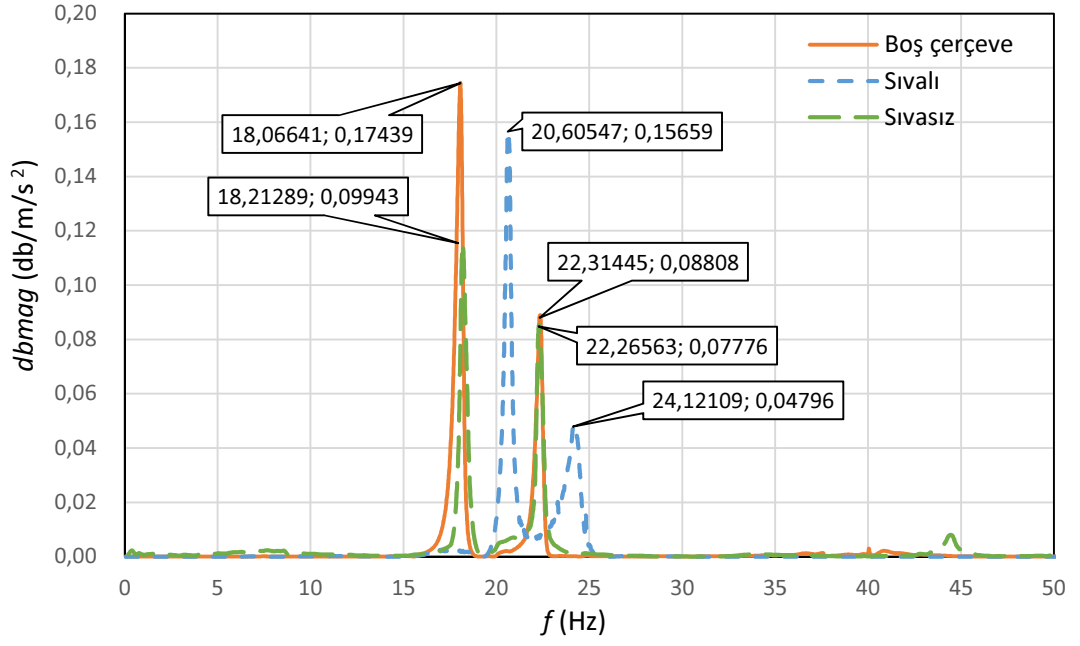 0,20
0,18
0,16
0,14
0,12
0,10
0,08
0,06
0,04
0,02
0,00
dbmag (db/m/s²)
Boş çerçeve
Sıvalı
Sıvasız
18,06641; 0,17439
20,60547; 0,15659
18,21289; 0,09943
22,31445; 0,08808
22,26563; 0,07776
24,12109; 0,04796
0 5 10 15 20 25 30 35 40 45 50
f (Hz)